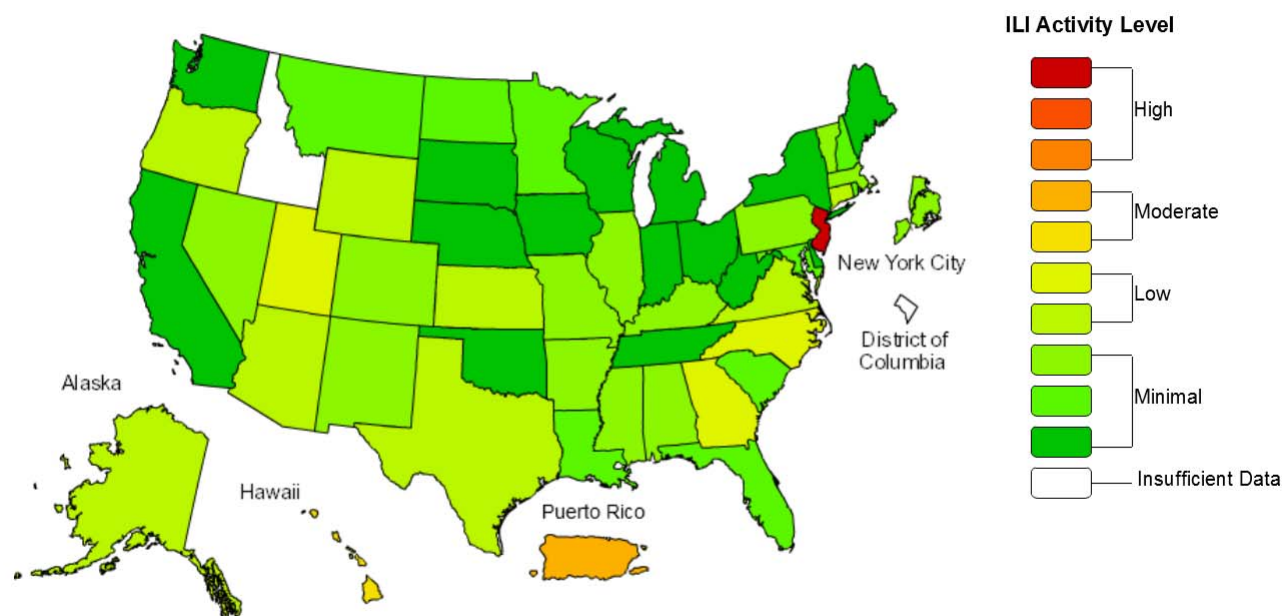 ILI Activity Level
High
Moderate
Low
Minimal
Insufficient Data
New York City
District of
Columbia
Alaska
Hawaii
Puerto Rico